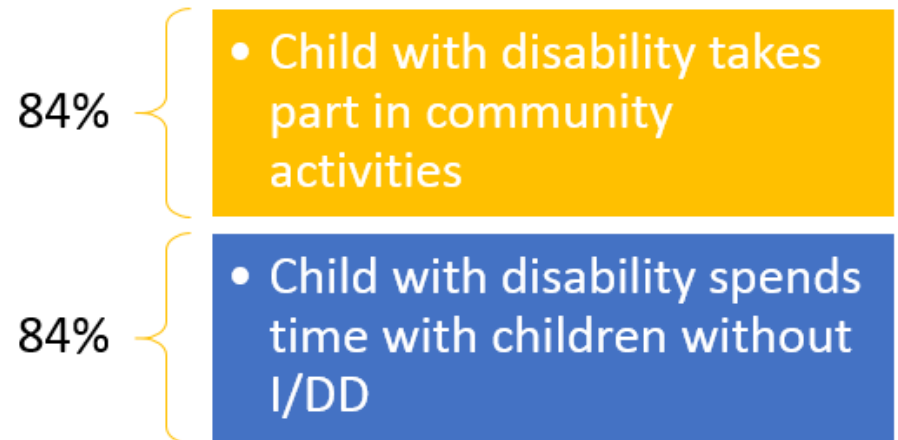 84%
• Child with disability takes
part in community
activities
84%
• Child with disability spends
time with children without
I/DD